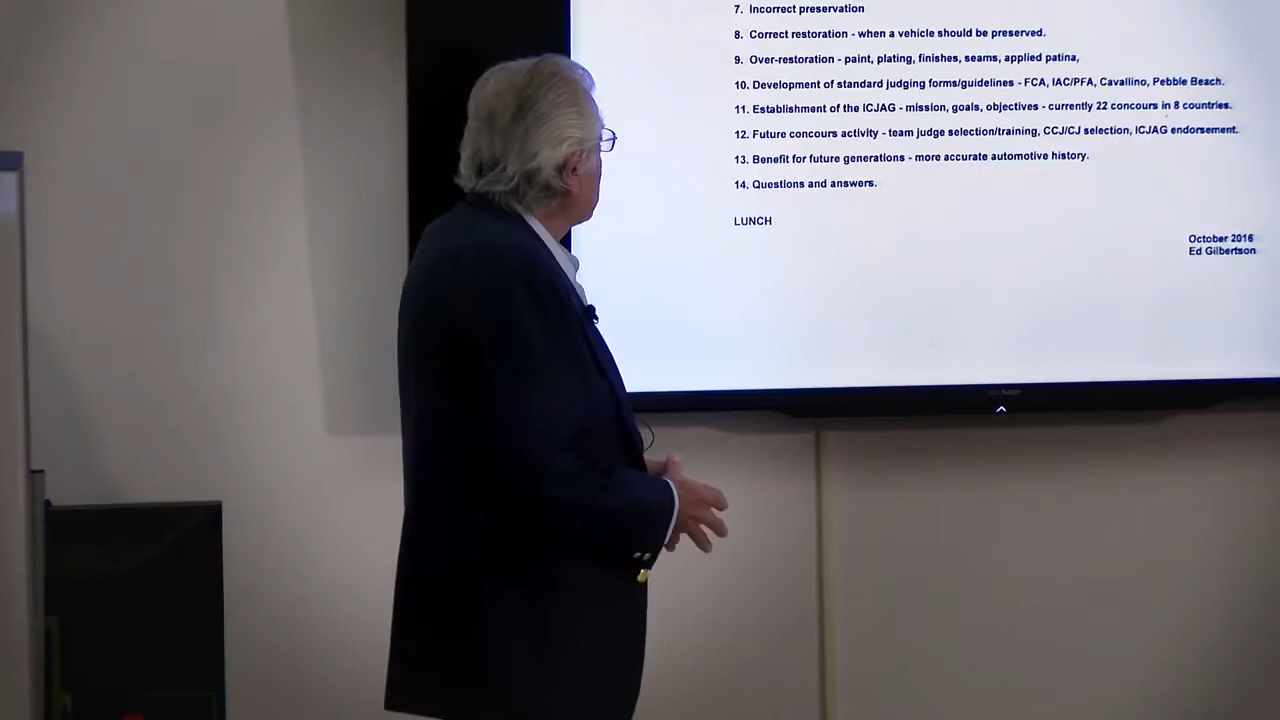 7. Incorrect preservation
8. Correct restoration - when a vehicle should be preserved.
9. Over-restoration - paint, plating, finishes, seams, applied patina,
10. Development of standard judging forms/guidelines - FCA, IAC/PFA, Cavallino, Pebble Beach.
11. Establishment of the ICJAG - mission, goals, objectives - currently 22 concours in 8 countries.
12. Future concours activity - team judge selection/training, CCJ/CJ selection, ICJAG endorsement.
13. Benefit for future generations - more accurate automotive history.
14. Questions and answers.
LUNCH
October 2016
Ed Gilbertson